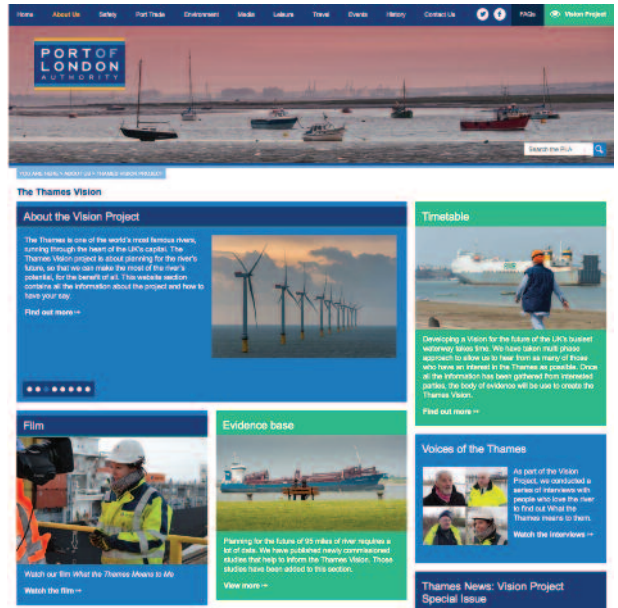 Home About Us Safety Port Trade Environment Media Leisure Travel Events History Contact Us FAQs Vision Project
PORT OF
LONDON
AUTHORITY
Search the PLA
YOU ARE HERE > ABOUT US > THAMES VISION PROJECT
The Thames Vision
About the Vision Project
The Thames is one of the world's most famous rivers,
running through the heart of the UK's capital. The
Thames Vision project is about planning for the river's
future, so that we can make the most of the river's
potential, for the benefit of all. This website section
contains all the information about the project and how to
have your say.
Find out more
Timetable
Developing a Vision for the future of the UK's busiest
waterway takes time. We have taken multi phase
approach to allow us to hear from as many of those
who have an interest in the Thames as possible. Once
all the information has been gathered from interested
parties, the body of evidence will be use to create the
Thames Vision.
Find out more
Film
Watch our film What the Thames Means to Me
Watch the film
Evidence base
Planning for the future of 95 miles of river requires a
lot of data. We have published newly commissioned
studies that help to inform the Thames Vision. Those
studies have been added to this section.
View more
Voices of the Thames
As part of the Vision
Project, we conducted a
series of interviews with
people who love the river
to find out What the
Thames means to them.
Watch the interviews
Thames News: Vision Project
Special Issue